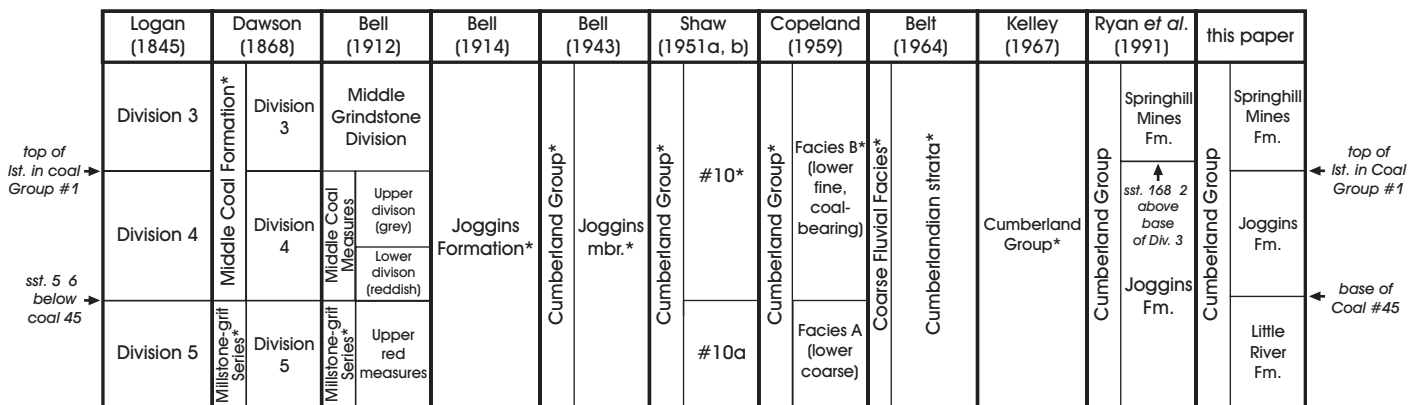 Logan
(1845)
Dawson
(1868)
Bell
(1912)
Bell
(1914)
Bell
(1943)
Shaw
(1951a, b)
Copeland
(1959)
Belt
(1964)
Kelley
(1967)
Ryan et al.
(1991)
this paper
top of
lst. in coal
Group #1
sst. 5 6
below
coal 45
Division 3
Division 4
Division 5
Middle Coal Formation*
Millstone-grit
Series*
Division
3
Division
4
Division
5
Middle
Grindstone
Division
Middle Coal
Measures
Upper
divison
(grey)
Lower
divison
(reddish)
Millstone-grit
Series*
Upper
red
measures
Joggins
Formation*
Cumberland Group*
Joggins
mbr.*
Cumberland Group*
#10*
#10a
Cumberland Group*
Facies B*
(lower
fine,
coal-
bearing)
Facies A
(lower
coarse)
Coarse Fluvial Facies*
Cumberlandian strata*
Cumberland
Group*
Cumberland Group
Springhill
Mines
Fm.
sst. 168 2
above
base
of Div. 3
Joggins
Fm.
Cumberland Group
Springhill
Mines
Fm.
Joggins
Fm.
Little
River
Fm.
top of
lst. in Coal
Group #1
base of
Coal #45